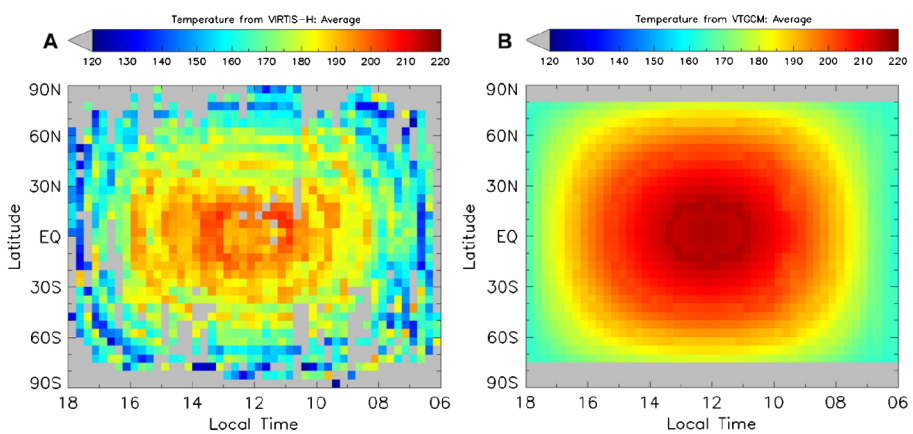 Temperature from VIRTIS-H: Average
A
120 130 140 150 160 170 180 190 200 210 220
90N
60N
30N
EQ
30S
60S
90S
Latitude
18 16 14 12 10 08 06
Local Time
Temperature from VTGCM: Average
B
120 130 140 150 160 170 180 190 200 210 220
90N
60N
30N
EQ
30S
60S
90S
Latitude
18 16 14 12 10 08 06
Local Time